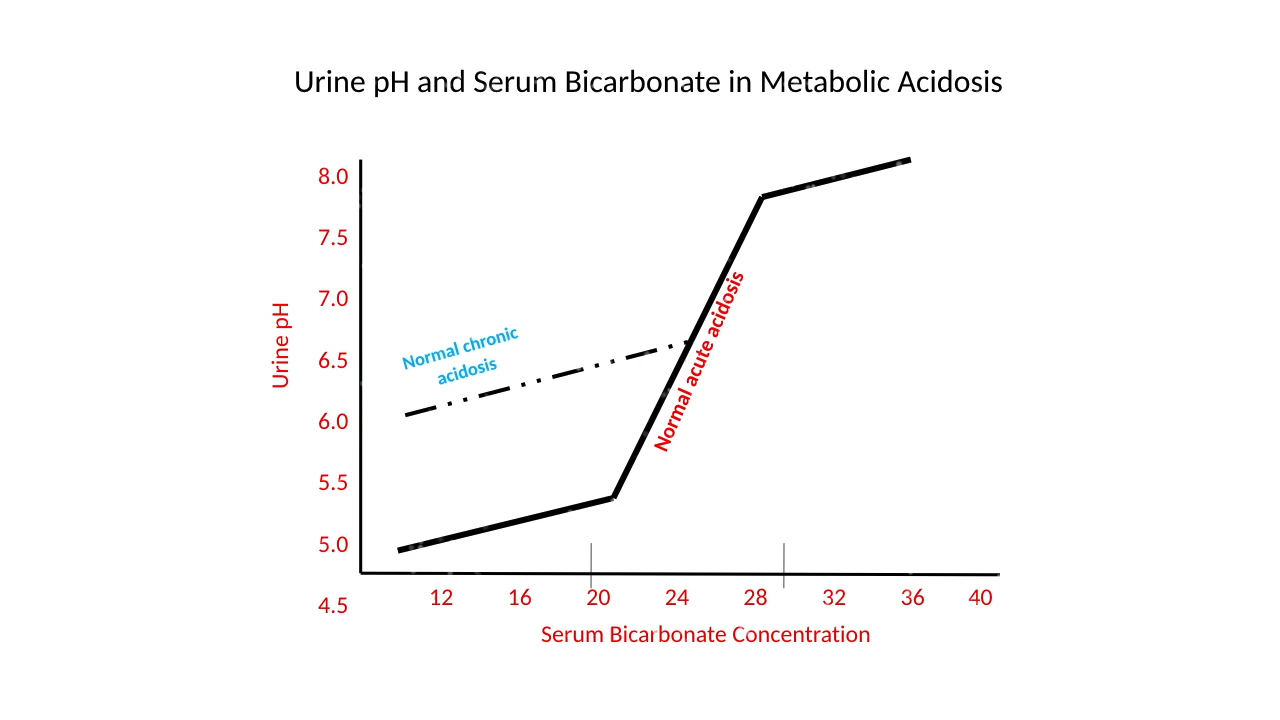 Urine pH and Serum Bicarbonate in Metabolic Acidosis
8.0
7.5
7.0
6.5
6.0
5.5
5.0
4.5
Urine pH
Normal chronic
acidosis
Normal acute acidosis
12 16 20 24 28 32 36 40
Serum Bicarbonate Concentration